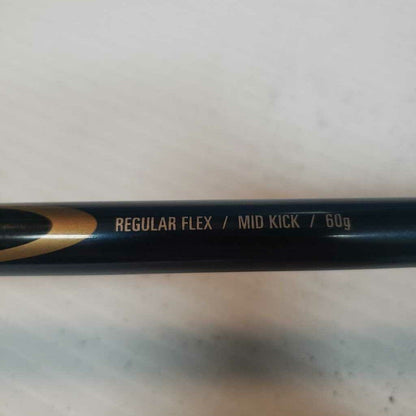 REGULAR FLEX / MID KICK / 60g